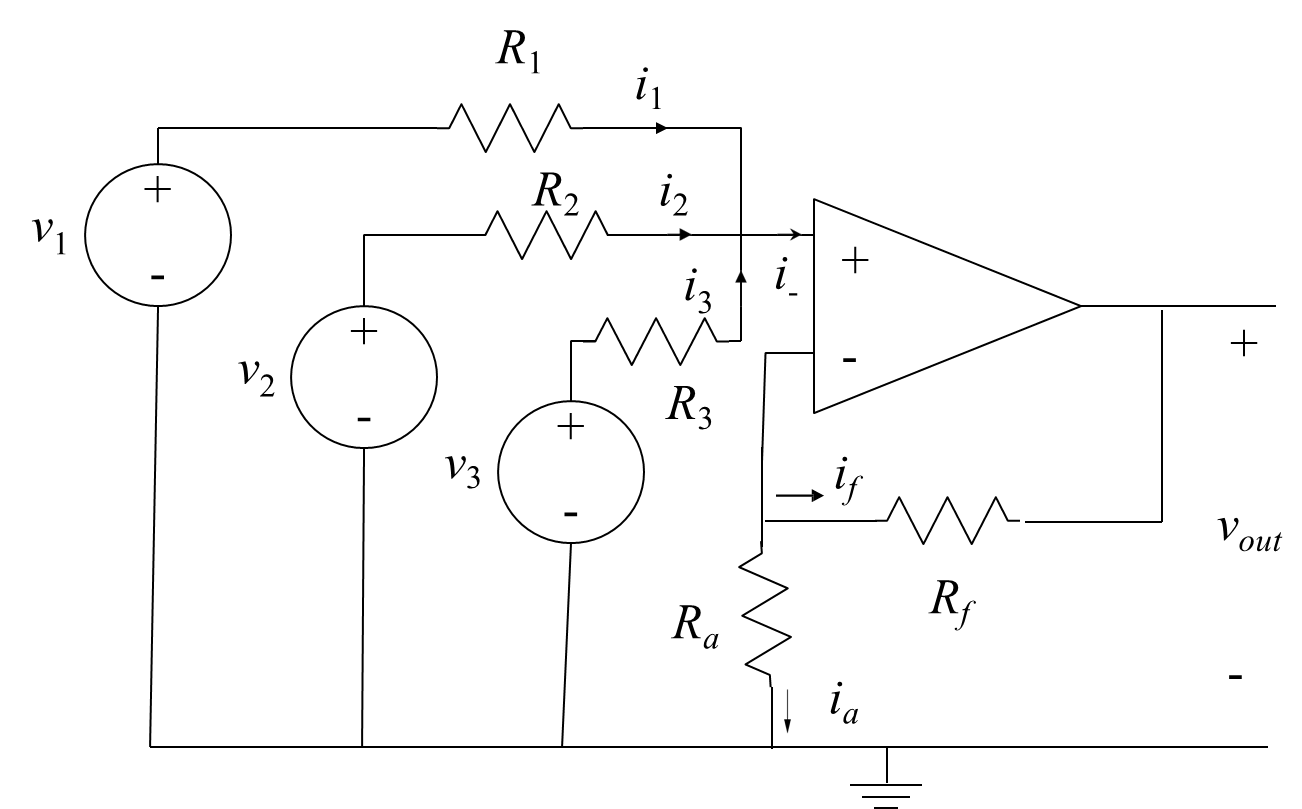 R1
i1
+
R2
i2
v1
-
i3
i-
+
+
v2
-
R3
-
+
+
v3
-
if
vout
Rf
Ra
ia
-